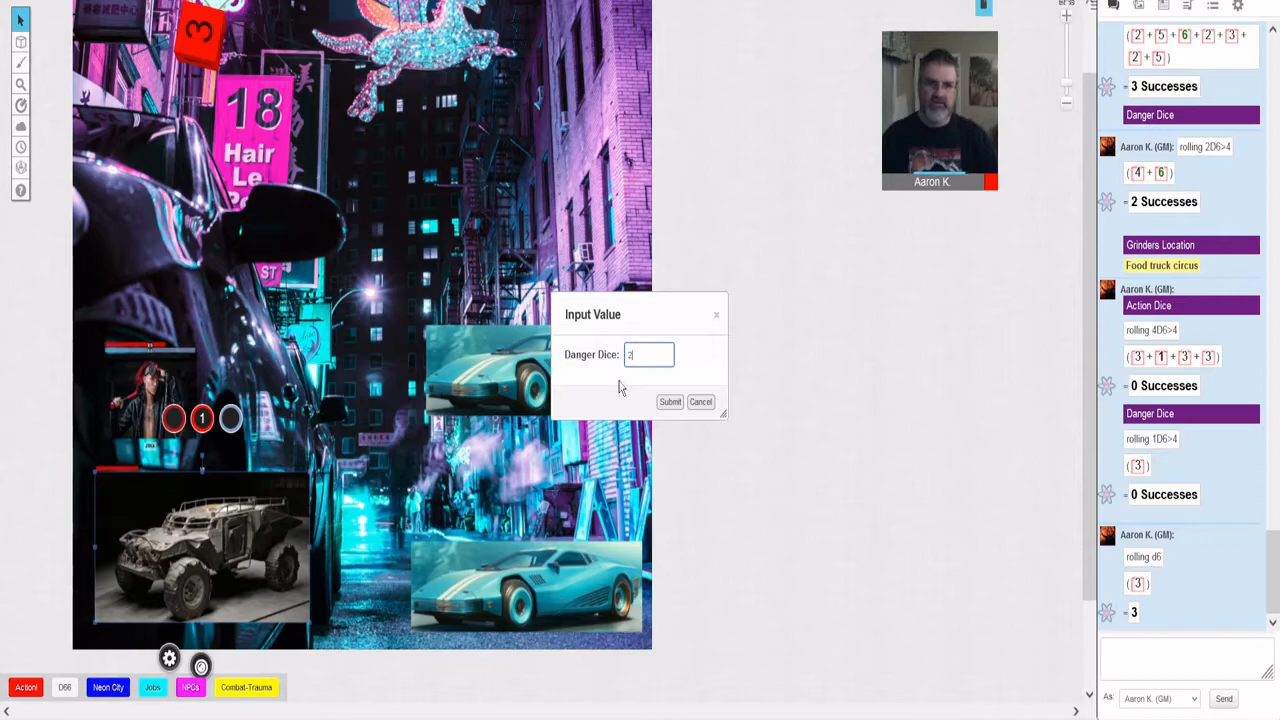 3
18
Hair
Le
ST
美
Aaron K.
Input Value
×
Danger Dice:
2
Submit
Cancel
1
Action!
D66
Neon City
Jobs
NPCs
Combat-Trauma
(2+5+6+2+3+
2+5)
= 3 Successes
Danger Dice
Aaron K. (GM): rolling 2D6>4
(4+6)
= 2 Successes
Grinders Location
Food truck circus
Aaron K. (GM):
Action Dice
rolling 4D6>4
(3+1+3+3)
= 0 Successes
Danger Dice
rolling 1D6>4
(3)
= 0 Successes
Aaron K. (GM):
rolling d6
(3)
= 3
As:
Aaron K. (GM)
Send